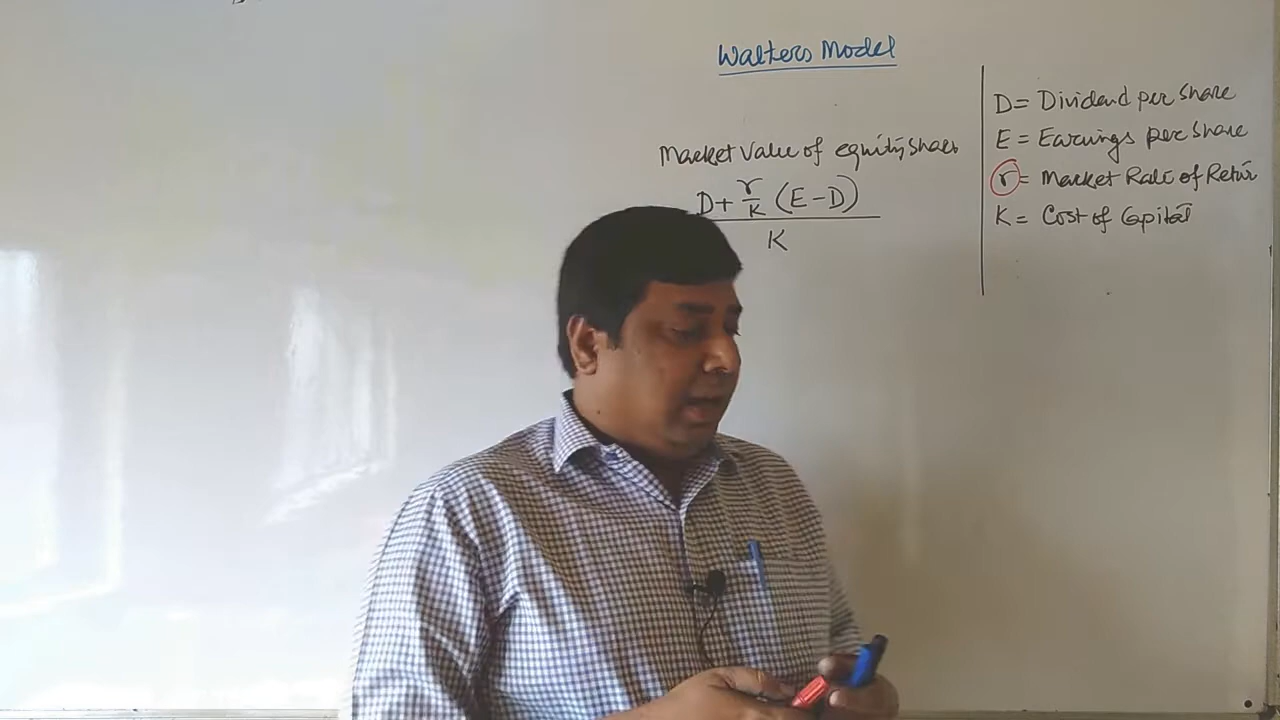 Walters Model
Market Value of equity share
D + r/K (E - D)
K
D = Dividend per share
E = Earnings per share
r = Market Rate of Return
K = Cost of Capital